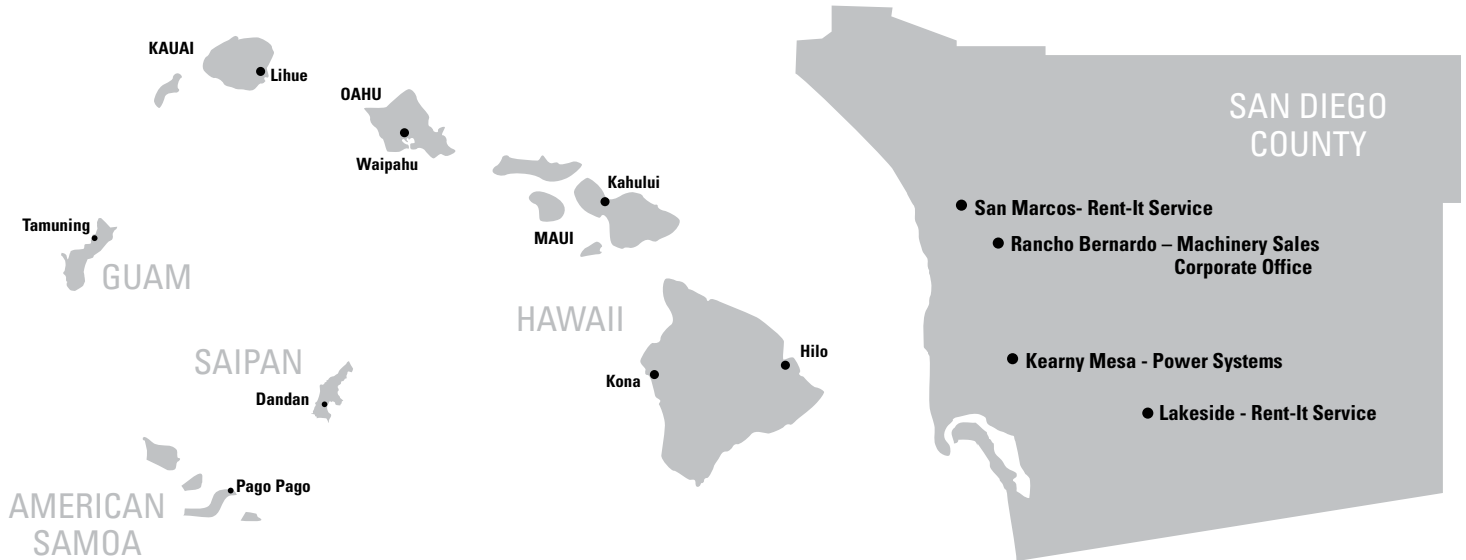 KAUAI
Lihue
OAHU
Waipahu
Kahului
MAUI
Tamuning
GUAM
HAWAII
Hilo
Kona
SAIPAN
Dandan
Pago Pago
AMERICAN
SAMOA
SAN DIEGO
COUNTY
San Marcos- Rent-It Service
Rancho Bernardo – Machinery Sales
Corporate Office
Kearny Mesa - Power Systems
Lakeside - Rent-It Service